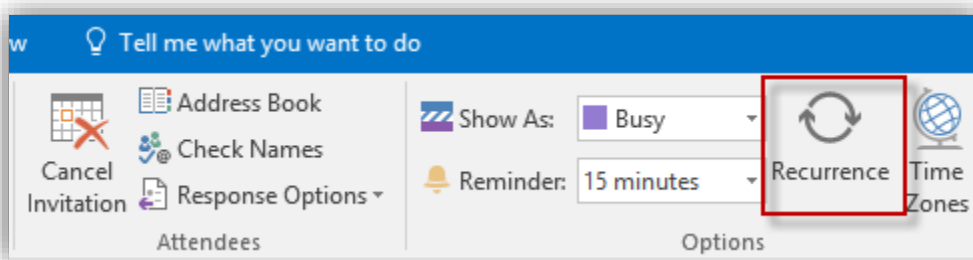 w
Tell me what you want to do
Cancel
Invitation
Address Book
Check Names
Response Options
Attendees
Show As:
Busy
Reminder:
15 minutes
Recurrence
Time
Zones
Options